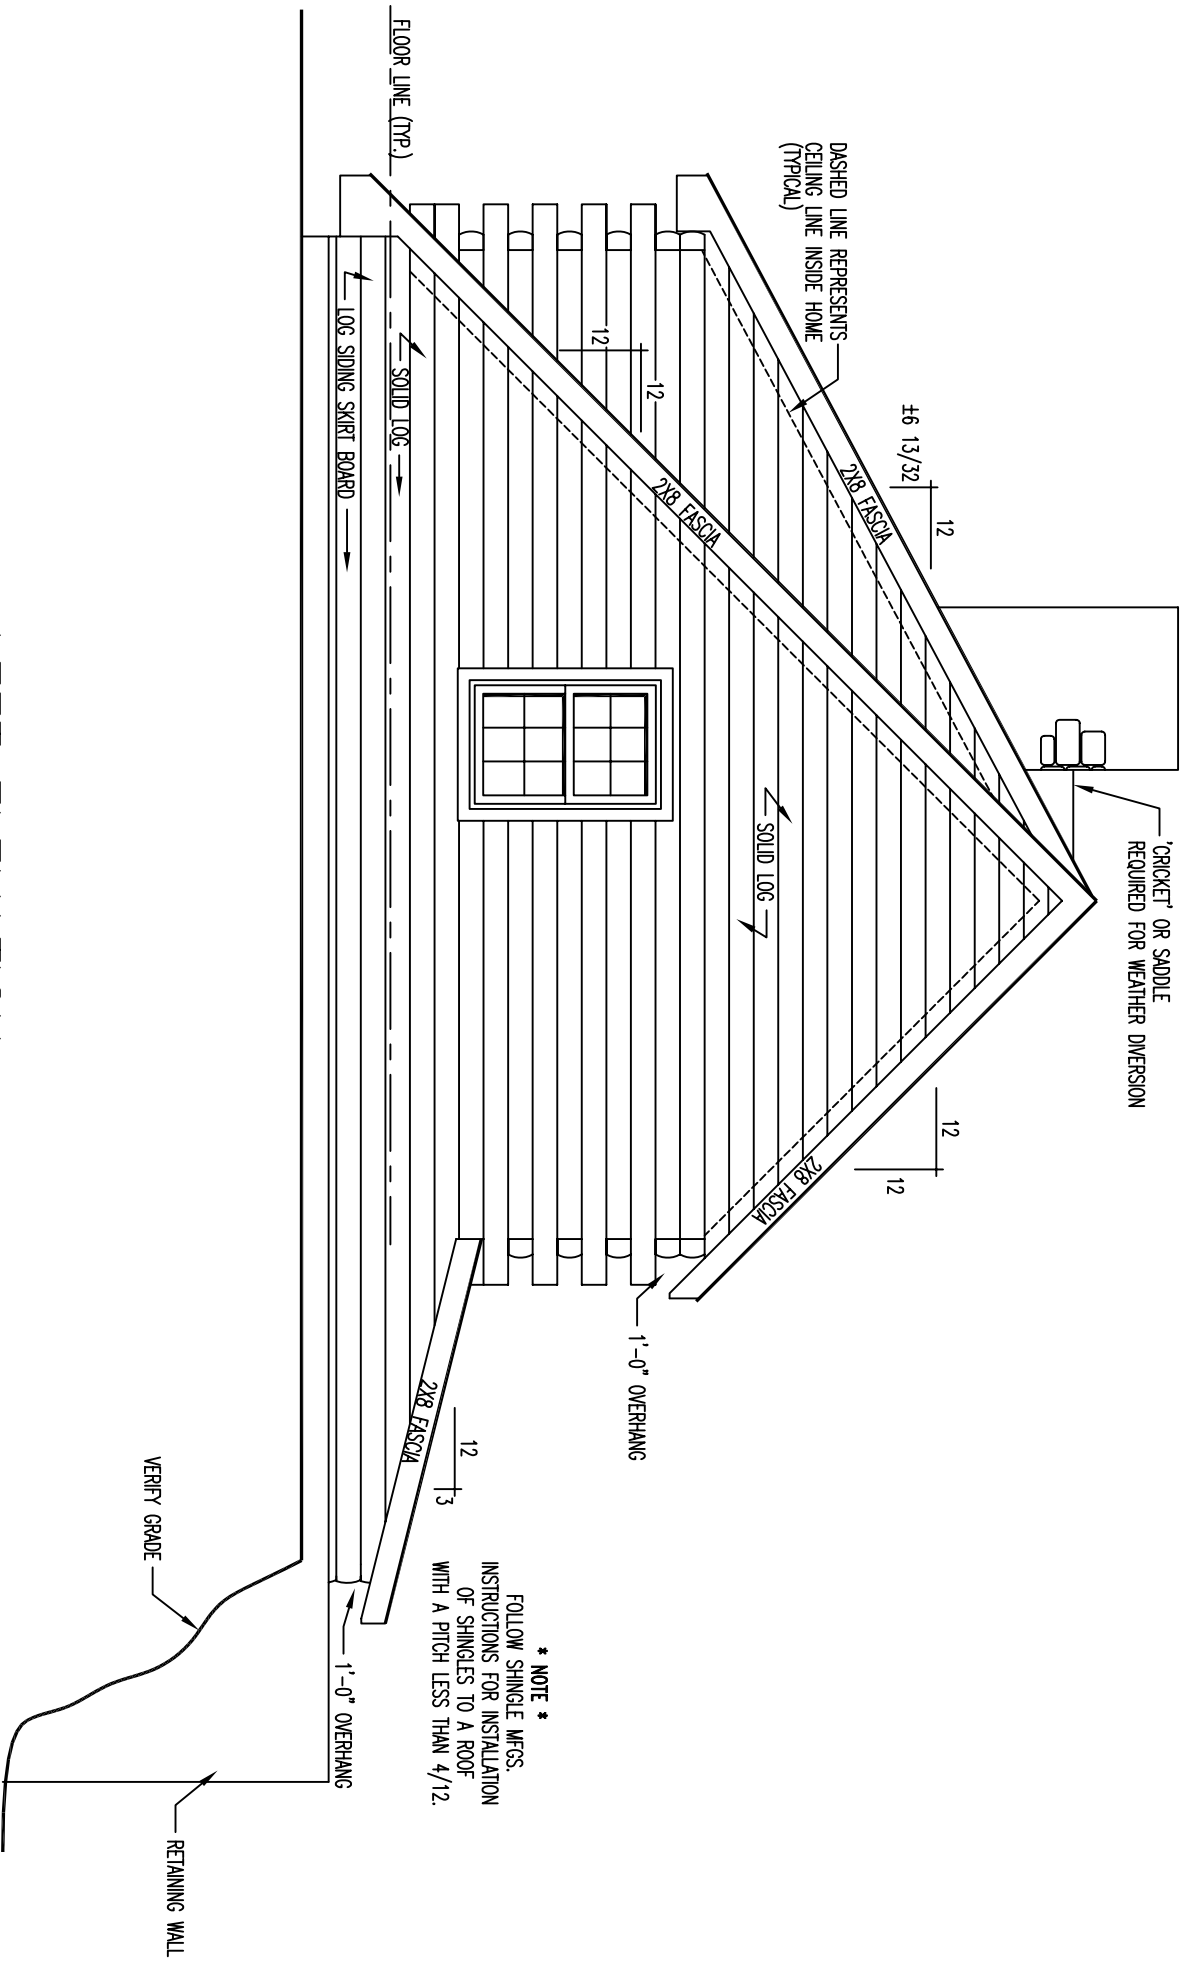 'CRICKET' OR SADDLE
REQUIRED FOR WEATHER DIVERSION
±6 13/32
12
12
12
DASHED LINE REPRESENTS
CEILING LINE INSIDE HOME
(TYPICAL)
2X8 FASCIA
2X8 FASCIA
2X8 FASCIA
SOLID LOG
12
12
1'-0" OVERHANG
* NOTE *
FOLLOW SHINGLE MFGS.
INSTRUCTIONS FOR INSTALLATION
OF SHINGLES TO A ROOF
WITH A PITCH LESS THAN 4/12.
12
3
2X8 FASCIA
FLOOR LINE (TYP.)
SOLID LOG
LOG SIDING SKIRT BOARD
1'-0" OVERHANG
RETAINING WALL
VERIFY GRADE